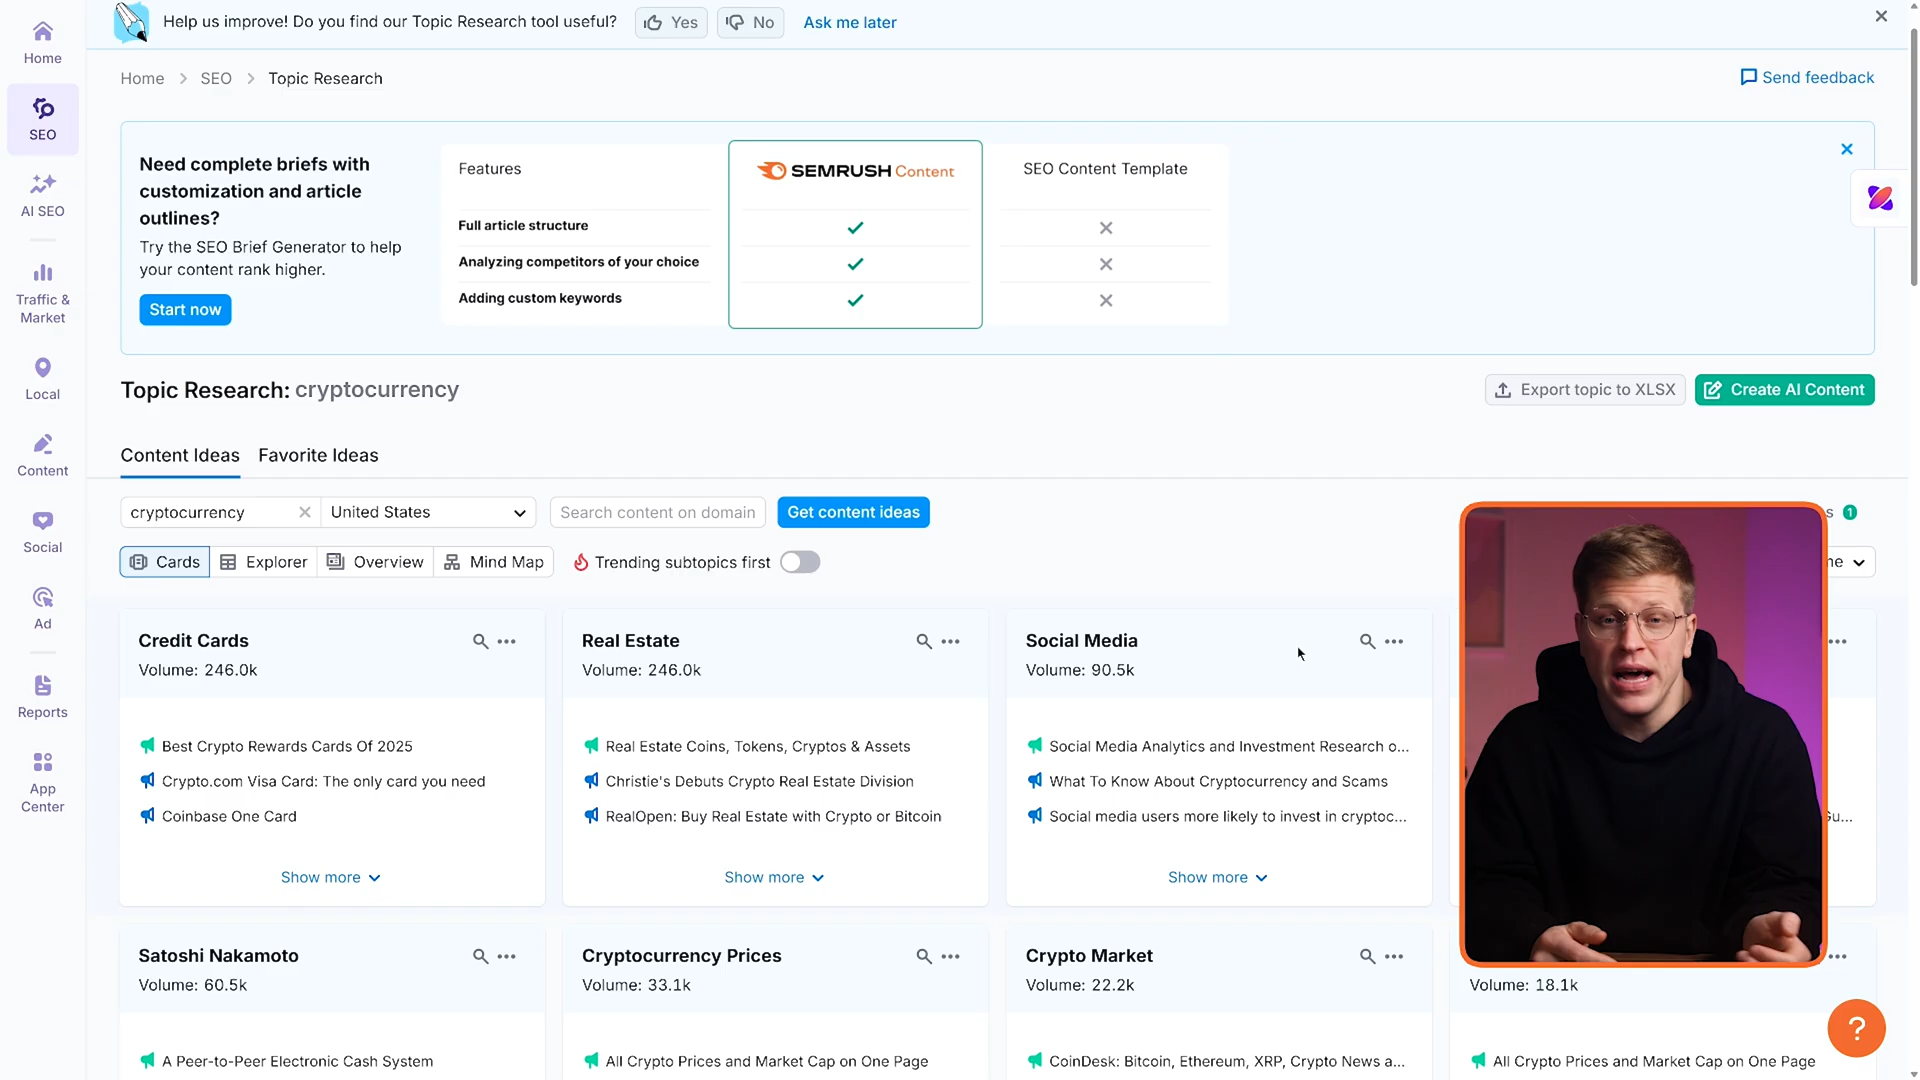 Help us improve! Do you find our Topic Research tool useful?
Yes
No
Ask me later
Home
SEO
AI SEO
Traffic &
Market
Local
Content
Social
Ad
Reports
App
Center
Home > SEO > Topic Research
Send feedback
Need complete briefs with
customization and article
outlines?
Try the SEO Brief Generator to help
your content rank higher.
Start now
Features
SEMRUSH Content
SEO Content Template
Full article structure
Analyzing competitors of your choice
Adding custom keywords
Topic Research: cryptocurrency
Export topic to XLSX
Create AI Content
Content Ideas
Favorite Ideas
cryptocurrency
United States
Search content on domain
Get content ideas
1
Cards
Explorer
Overview
Mind Map
Trending subtopics first
Credit Cards
Volume: 246.0k
Best Crypto Rewards Cards Of 2025
Crypto.com Visa Card: The only card you need
Coinbase One Card
Show more
Real Estate
Volume: 246.0k
Real Estate Coins, Tokens, Cryptos & Assets
Christie's Debuts Crypto Real Estate Division
RealOpen: Buy Real Estate with Crypto or Bitcoin
Show more
Social Media
Volume: 90.5k
Social Media Analytics and Investment Research o...
What To Know About Cryptocurrency and Scams
Social media users more likely to invest in cryptoc...
Show more
Satoshi Nakamoto
Volume: 60.5k
A Peer-to-Peer Electronic Cash System
Cryptocurrency Prices
Volume: 33.1k
All Crypto Prices and Market Cap on One Page
Crypto Market
Volume: 22.2k
CoinDesk: Bitcoin, Ethereum, XRP, Crypto News a...
Volume: 18.1k
All Crypto Prices and Market Cap on One Page
?